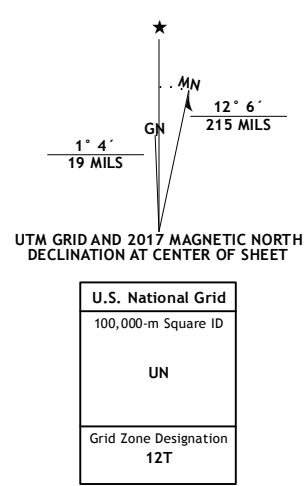 ★
MN
GN
12° 6´
215 MILS
1° 4´
19 MILS
UTM GRID AND 2017 MAGNETIC NORTH
DECLINATION AT CENTER OF SHEET
U.S. National Grid
100,000-m Square ID
UN
Grid Zone Designation
12T